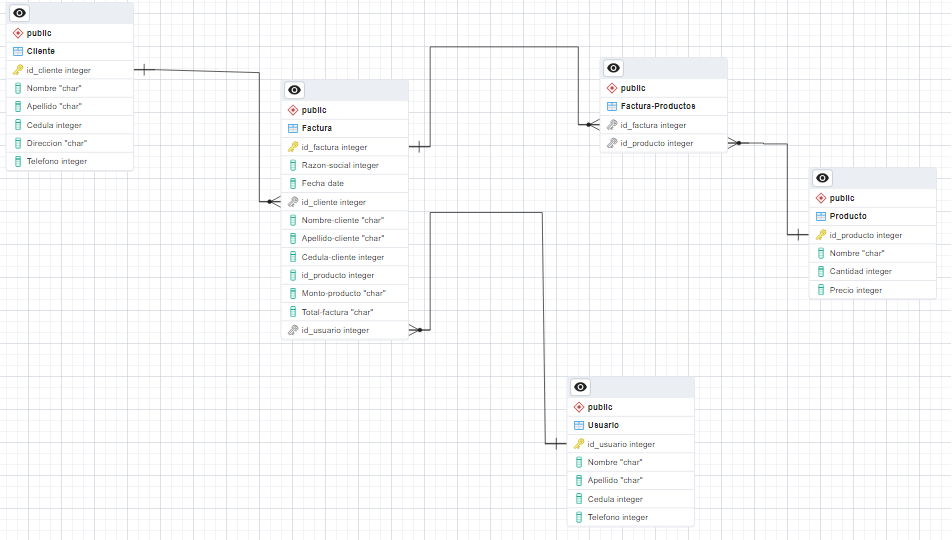 public
Cliente
id_cliente integer
Nombre "char"
Apellido "char"
Cedula integer
Direccion "char"
Telefono integer
public
Factura
id_factura integer
Razon-social integer
Fecha date
id_cliente integer
Nombre-cliente "char"
Apellido-cliente "char"
Cedula-cliente integer
id_producto integer
Monto-producto "char"
Total-factura "char"
id_usuario integer
public
Factura-Productos
id_factura integer
id_producto integer
public
Producto
id_producto integer
Nombre "char"
Cantidad integer
Precio integer
public
Usuario
id_usuario integer
Nombre "char"
Apellido "char"
Cedula integer
Telefono integer